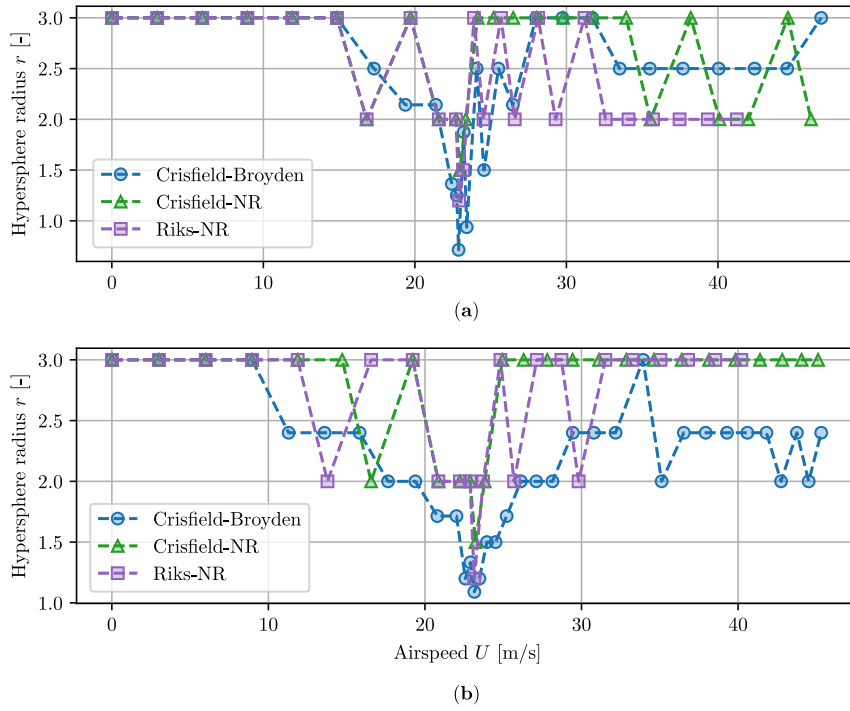 Hypersphere radius r [-]
3.0
2.5
2.0
1.5
1.0
Crisfield-Broyden
Crisfield-NR
Riks-NR
0 10 20 30 40
(a)
Hypersphere radius r [-]
3.0
2.5
2.0
1.5
1.0
Crisfield-Broyden
Crisfield-NR
Riks-NR
0 10 20 30 40
Airspeed U [m/s]
(b)